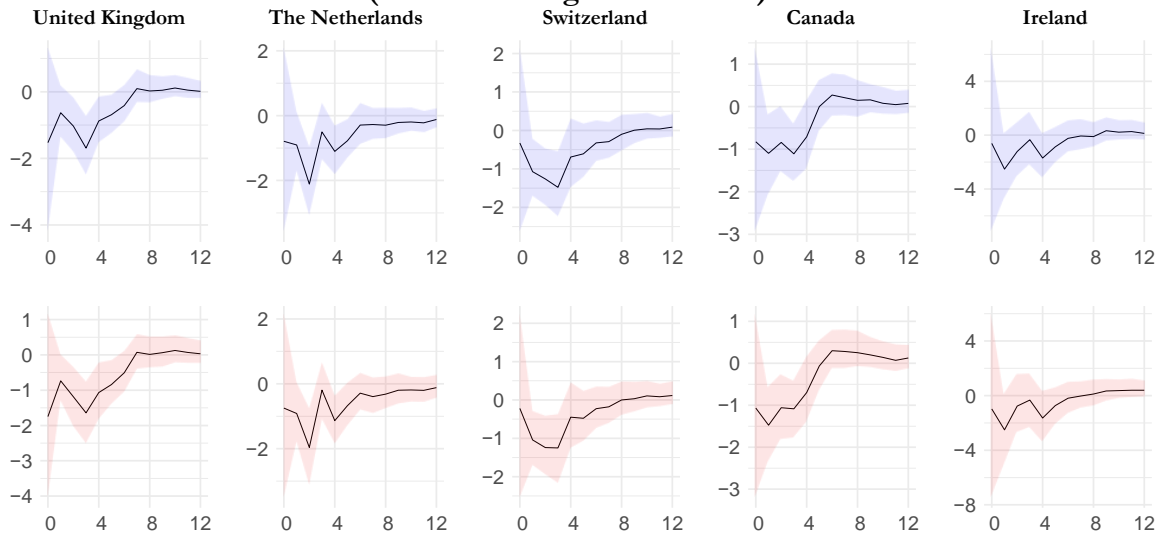 United Kingdom The Netherlands Switzerland Canada Ireland
0 2 2 1 4
−2 0 1 0 0
−4 −2 0 −1 −4
−1 −2
−2 −3
0 4 8 12 0 4 8 12 0 4 8 12 0 4 8 12 0 4 8 12
1 2 2 1 4
0 0 1 0 0
−1 −2 0 −1 −4
−2 −1 −2 −8
−3 −2 −3
−4
0 4 8 12 0 4 8 12 0 4 8 12 0 4 8 12 0 4 8 12